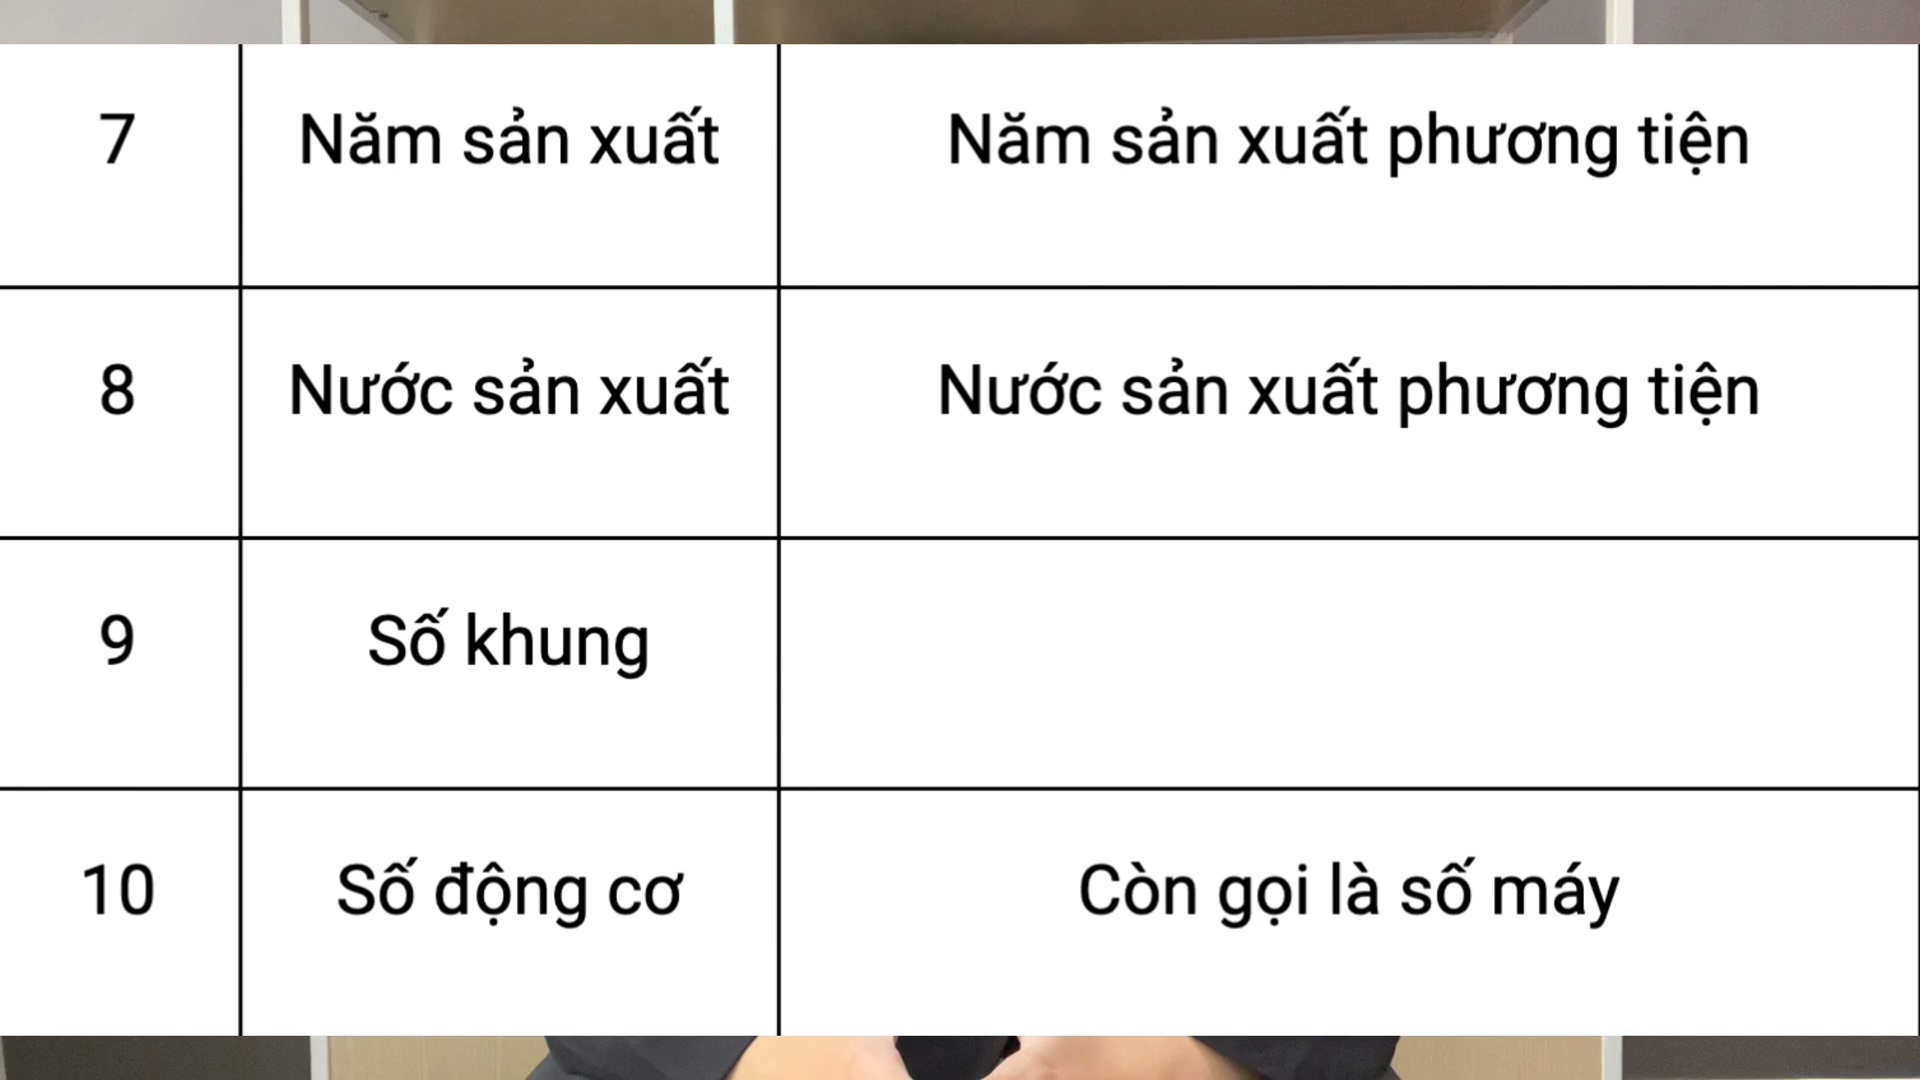 7 Năm sản xuất Năm sản xuất phương tiện
8 Nước sản xuất Nước sản xuất phương tiện
9 Số khung
10 Số động cơ Còn gọi là số máy